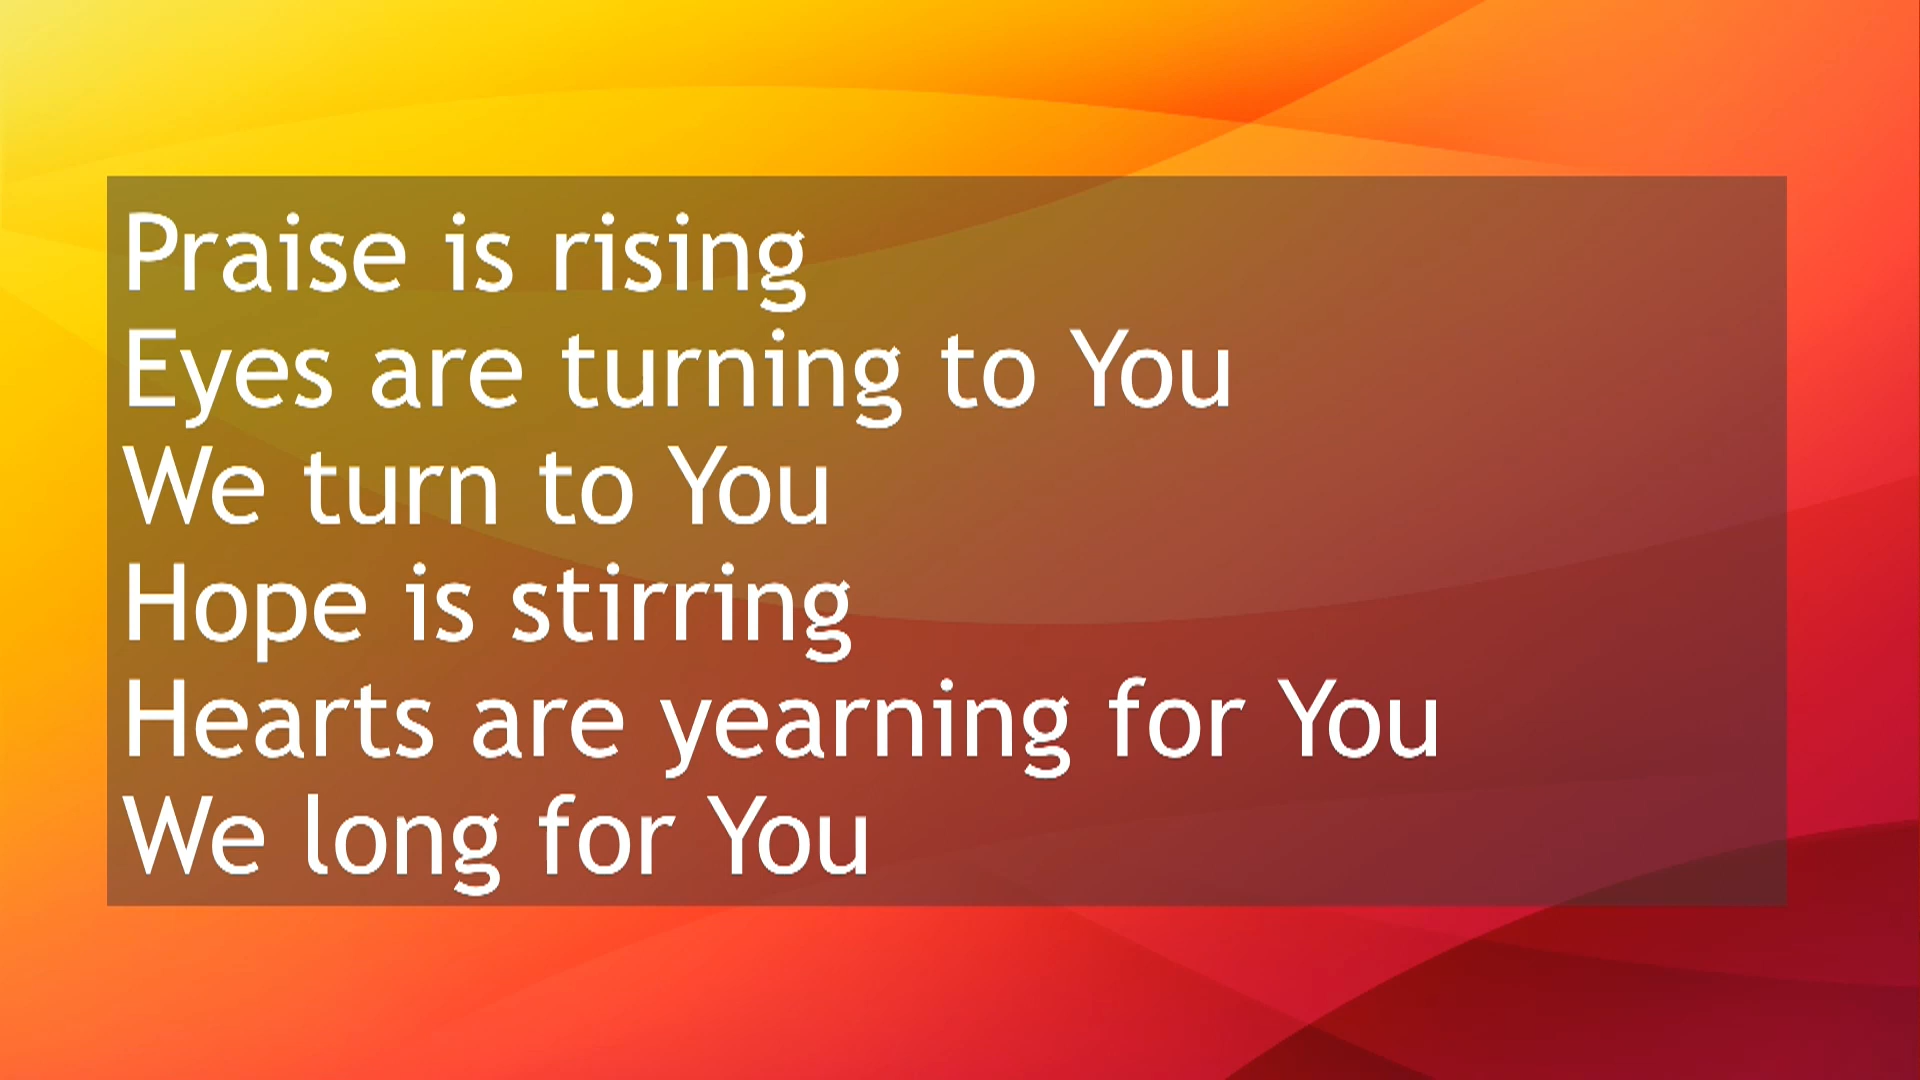 Praise is rising
Eyes are turning to You
We turn to You
Hope is stirring
Hearts are yearning for You
We long for You